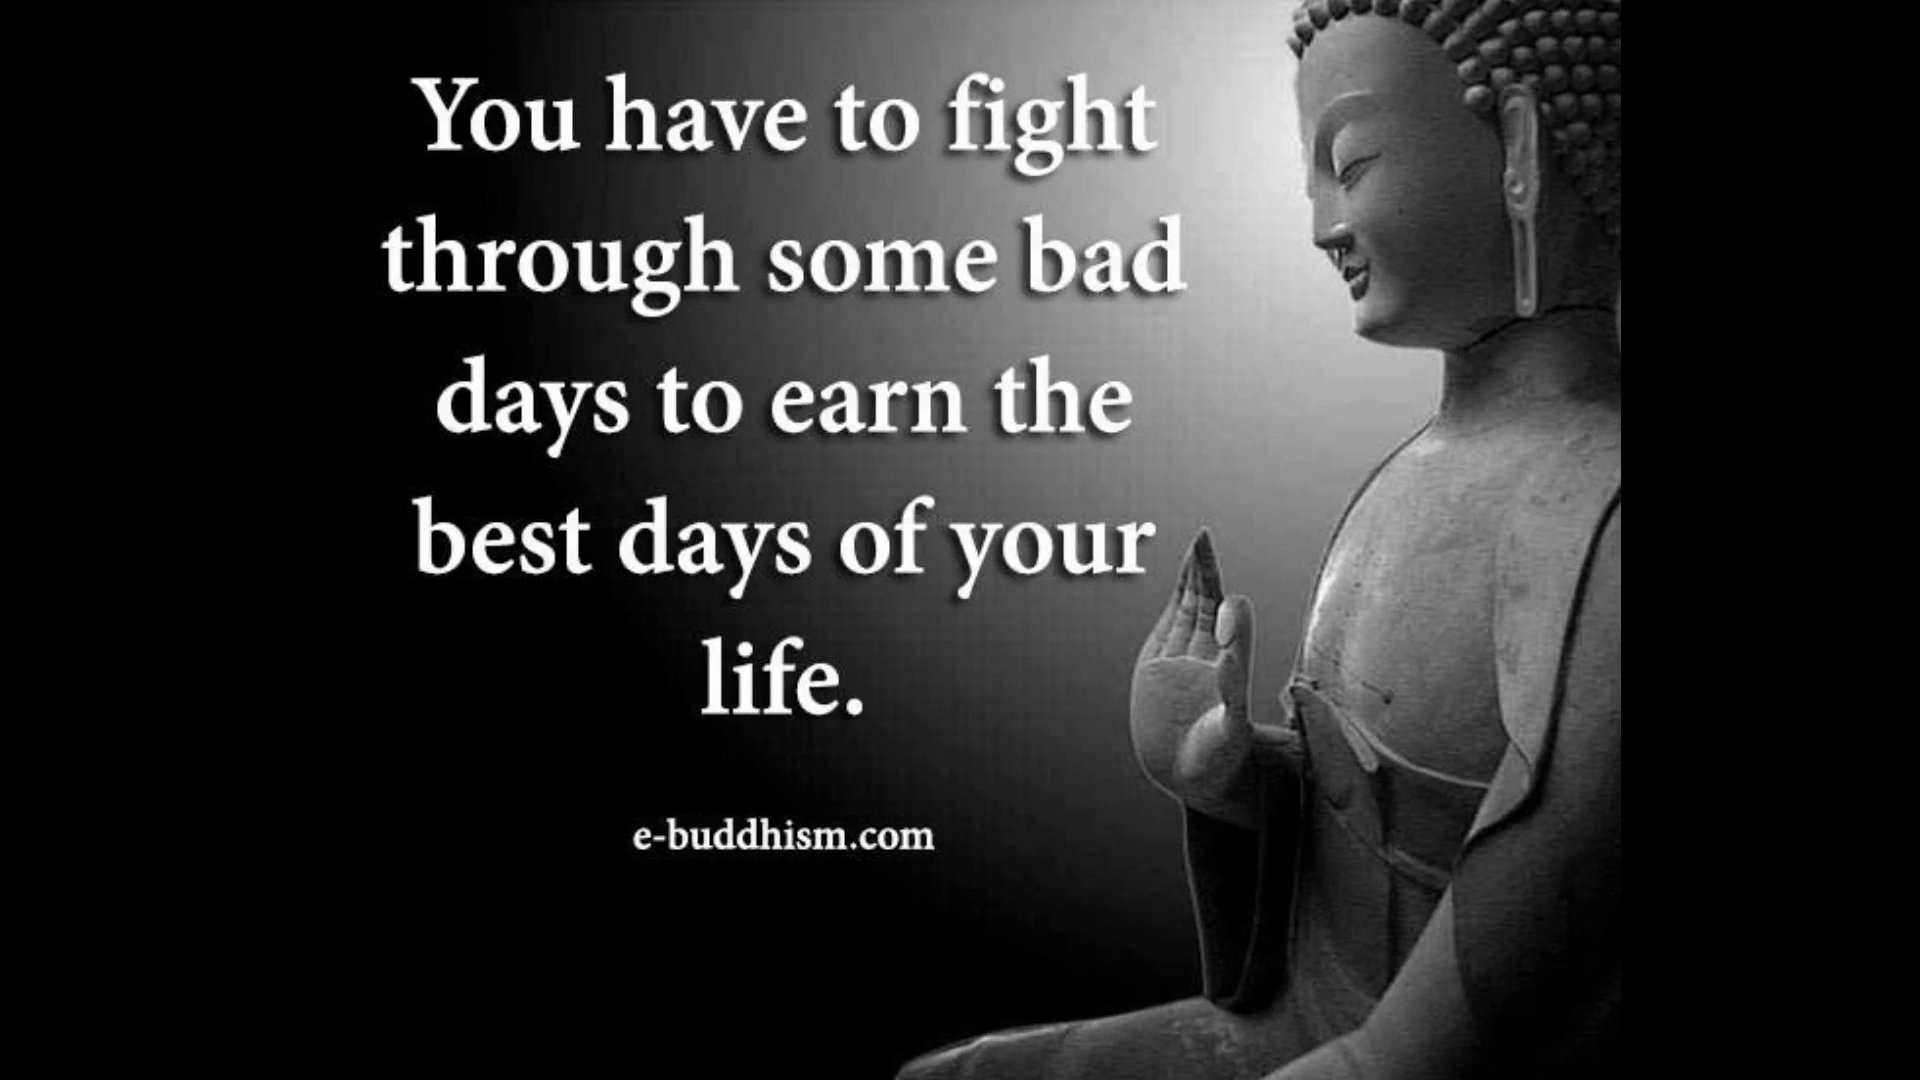 You have to fight
through some bad
days to earn the
best days of your
life.
e-buddhism.com